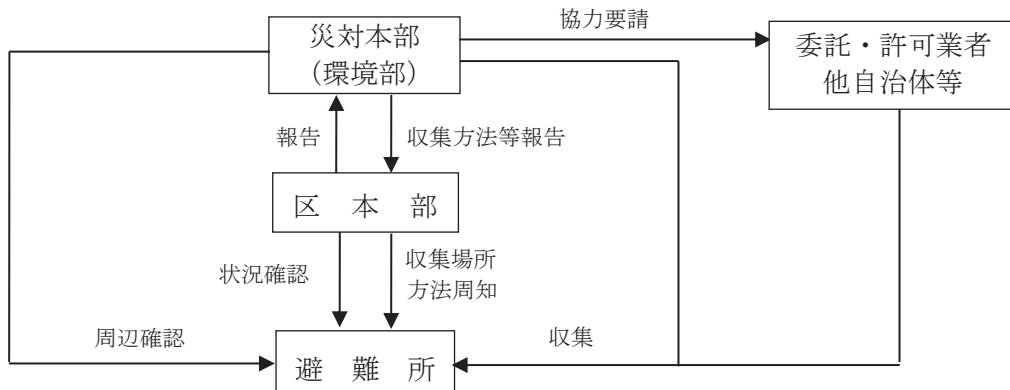 協力要請
災対本部
（環境部）
委託・許可業者
他自治体等
報告
収集方法等報告
区　本　部
状況確認
収集場所
方法周知
周辺確認
収集
避　難　所